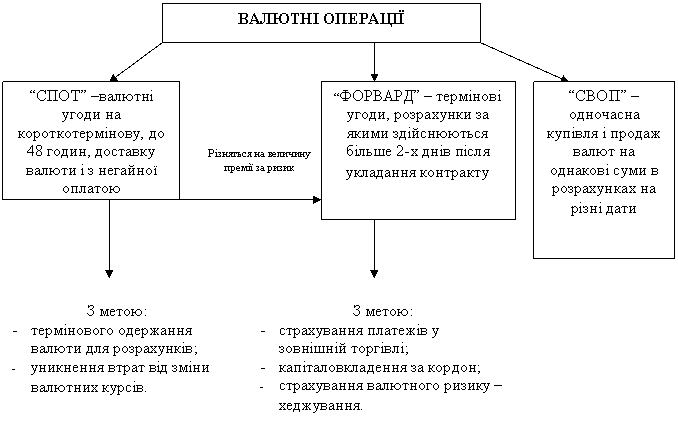 ВАЛЮТНІ ОПЕРАЦІЇ
“СПОТ” –валютні
угоди на
короткотермінову, до
48 годин, доставку
валюти і з негайної
оплатою
Різняться на величину
премії за ризик
“ФОРВАРД” – термінові
угоди, розрахунки за
якими здійснюються
більше 2-х днів після
укладання контракту
“СВОП” –
одночасна
купівля і продаж
валют на
однакові суми в
розрахунках на
різні дати
З метою:
- термінового одержання
валюти для розрахунків;
- уникнення втрат від зміни
валютних курсів.
З метою:
- страхування платежів у
зовнішній торгівлі;
- капіталовкладення за кордон;
- страхування валютного ризику –
хеджування.